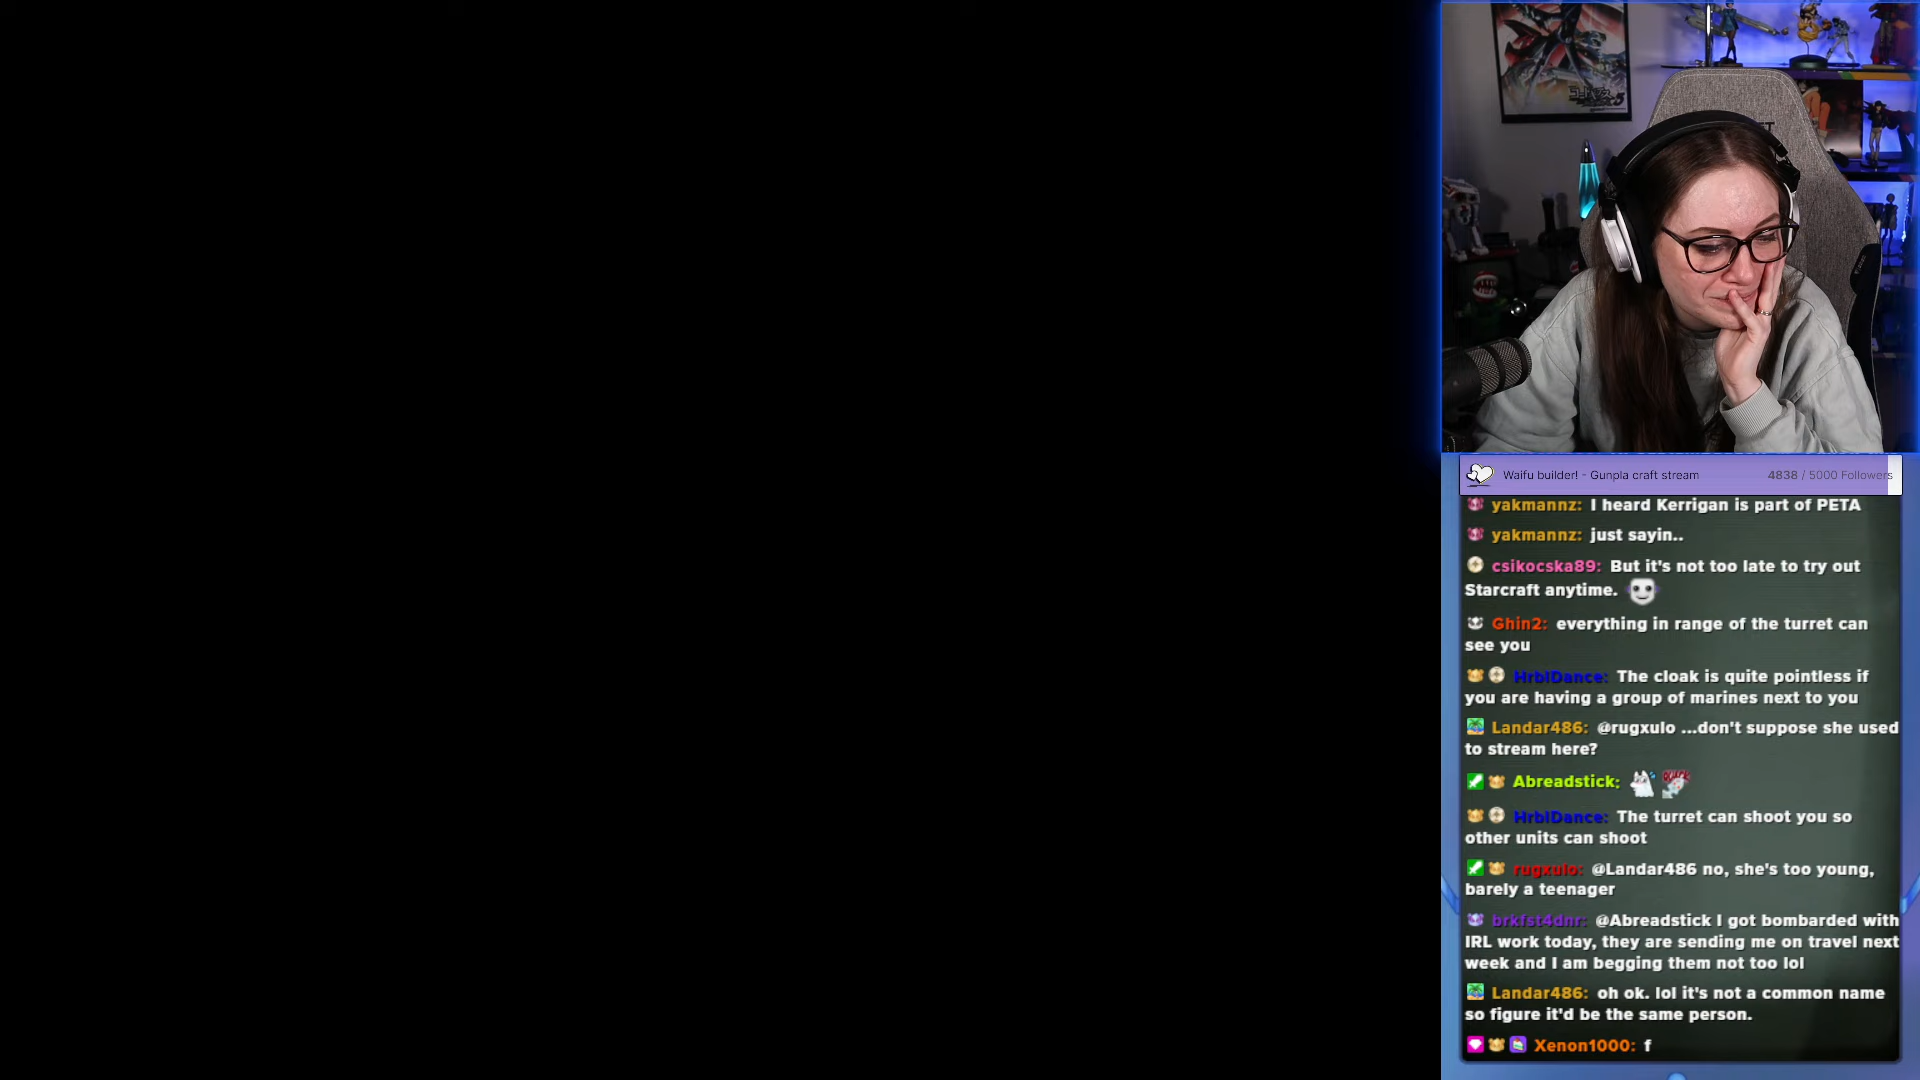 Waifu builder! - Gunpla craft stream
4838 / 5000 Followers
yakmannz: I heard Kerrigan is part of PETA
yakmannz: just sayin..
csikocska89: But it's not too late to try out
Starcraft anytime.
Ghin2: everything in range of the turret can
see you
HrblDance: The cloak is quite pointless if
you are having a group of marines next to you
Landar486: @rugxulo ...don't suppose she used
to stream here?
Abreadstick:
HrblDance: The turret can shoot you so
other units can shoot
rugxulo: @Landar486 no, she's too young,
barely a teenager
brkfst4dnr: @Abreadstick I got bombarded with
IRL work today, they are sending me on travel next
week and I am begging them not too lol
Landar486: oh ok. lol it's not a common name
so figure it'd be the same person.
Xenon1000: f